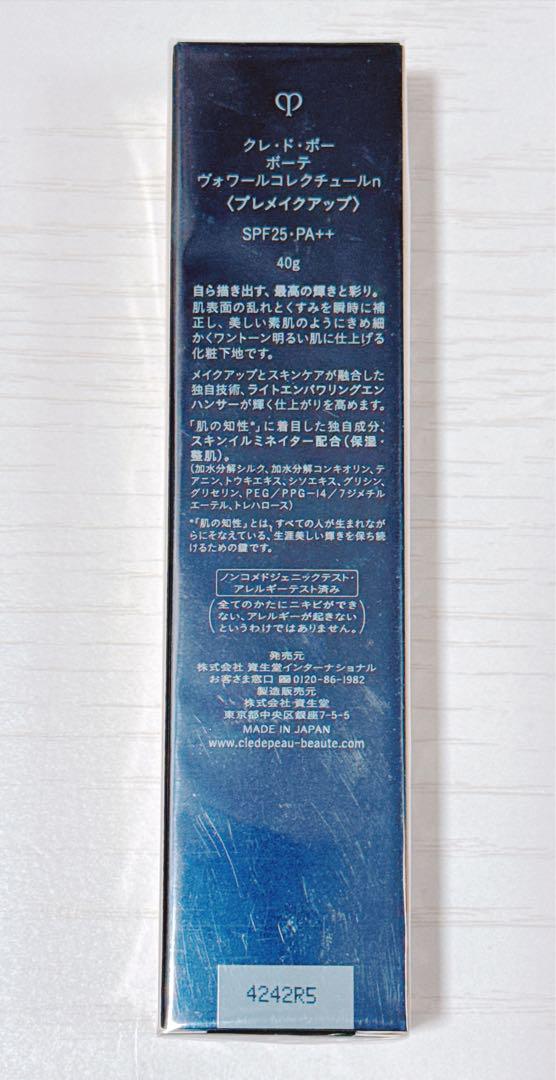 クレ・ド・ポー
ボーテ
ヴォワールコレクチュールn
〈プレメイクアップ〉
SPF25・PA++
40g
自ら描き出す、最高の輝きと彩り。
肌表面の乱れとくすみを瞬時に補
正し、美しい素肌のようにきめ細
かくワントーン明るい肌に仕上げる
化粧下地です。
メイクアップとスキンケアが融合した
独自技術、ライトエンパワリングエン
ハンサーが輝く仕上がりを高めます。
「肌の知性*」に着目した独自成分、
スキンイルミネイター配合(保湿・
整肌)。
(加水分解シルク、加水分解コンキオリン、テ
アニン、トウキエキス、シソエキス、グリシン、
グリセリン、PEG/PPG-14/7ジメチル
エーテル、トレハロース)
*「肌の知性」とは、すべての人が生まれなが
らにそなえている、生涯美しい輝きを保ち続
けるための鍵です。
ノンコメドジェニックテスト・
アレルギーテスト済み
(全てのかたにニキビができ
ない、アレルギーが起きない
というわけではありません。)
発売元
株式会社 資生堂インターナショナル
お客さま窓口 0120-86-1982
製造販売元
株式会社 資生堂
東京都中央区銀座7-5-5
MADE IN JAPAN
www.cledepeau-beaute.com
4242R5